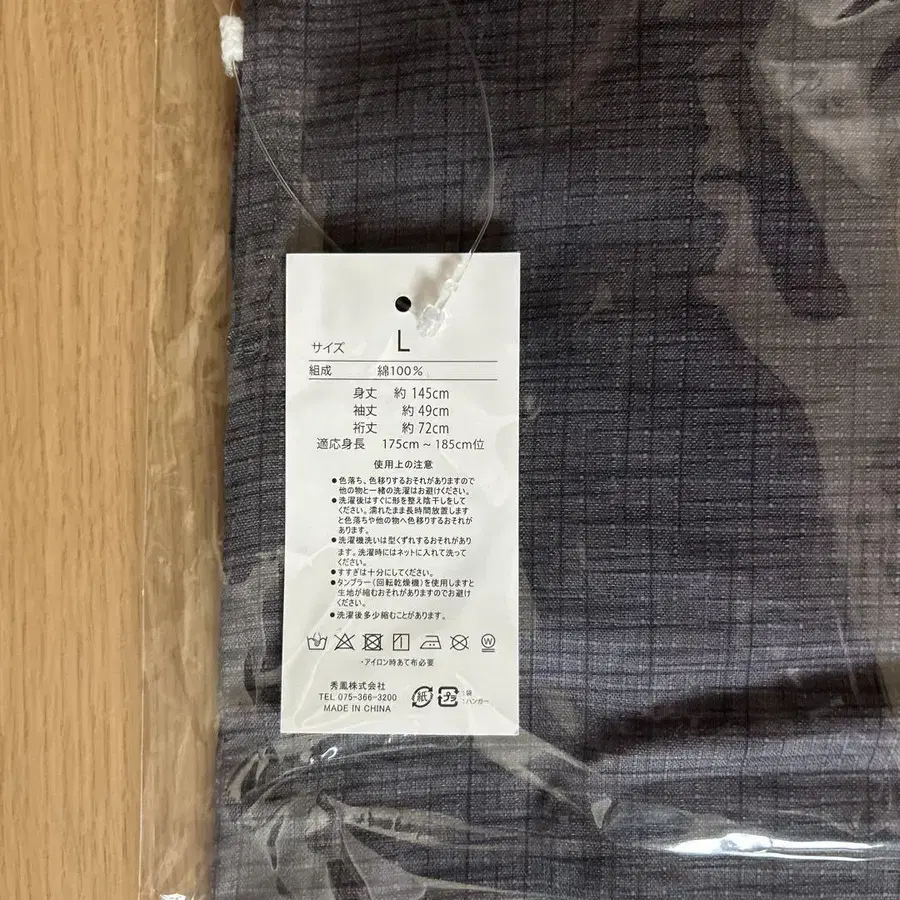 サイズ L
組成 綿100%
身丈 約 145cm
袖丈 約 49cm
裄丈 約 72cm
適応身長 175cm ~ 185cm位
使用上の注意
●色落ち、色移りするおそれがありますので
他の物と一緒の洗濯はお避けください。
●洗濯後はすぐに形を整え陰干しをして
ください。濡れたまま長時間放置します
と色落ちや他の物へ色移りするおそれが
あります。
●洗濯機洗いは型くずれするおそれがあり
ます。洗濯時にはネットに入れて洗って
ください。
●すすぎは十分にしてください。
●タンブラー(回転乾燥機)を使用しますと
生地が縮むおそれがありますのでお避け
ください。
●洗濯後多少縮むことがあります。
W
・アイロン時あて布必要
秀鳳株式会社
TEL 075-366-3200
MADE IN CHINA
紙 プラ
:袋
:ハンガー